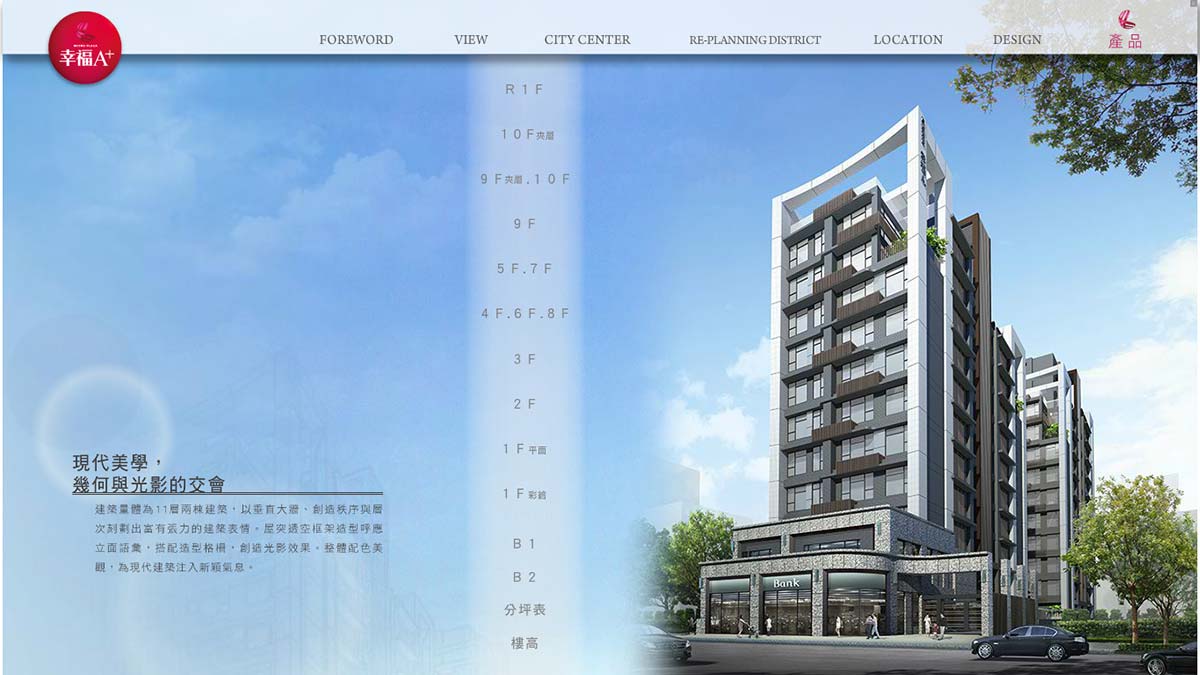 幸福A+
FOREWORD
VIEW
CITY CENTER
RE-PLANNING DISTRICT
LOCATION
DESIGN
產品
R1F
10F夾層
9F夾層.10F
9F
5F.7F
4F.6F.8F
3F
2F
1F平面
1F彩繪
B1
B2
分坪表
樓高
現代美學，
幾何與光影的交會
建築量體為11層兩棟建築，以垂直大牆、創造秩序與層
次刻劃出富有張力的建築表情。屋突透空框架造型呼應
立面語彙，搭配造型格柵，創造光影效果。整體配色美
觀，為現代建築注入新穎氣息。
Bank